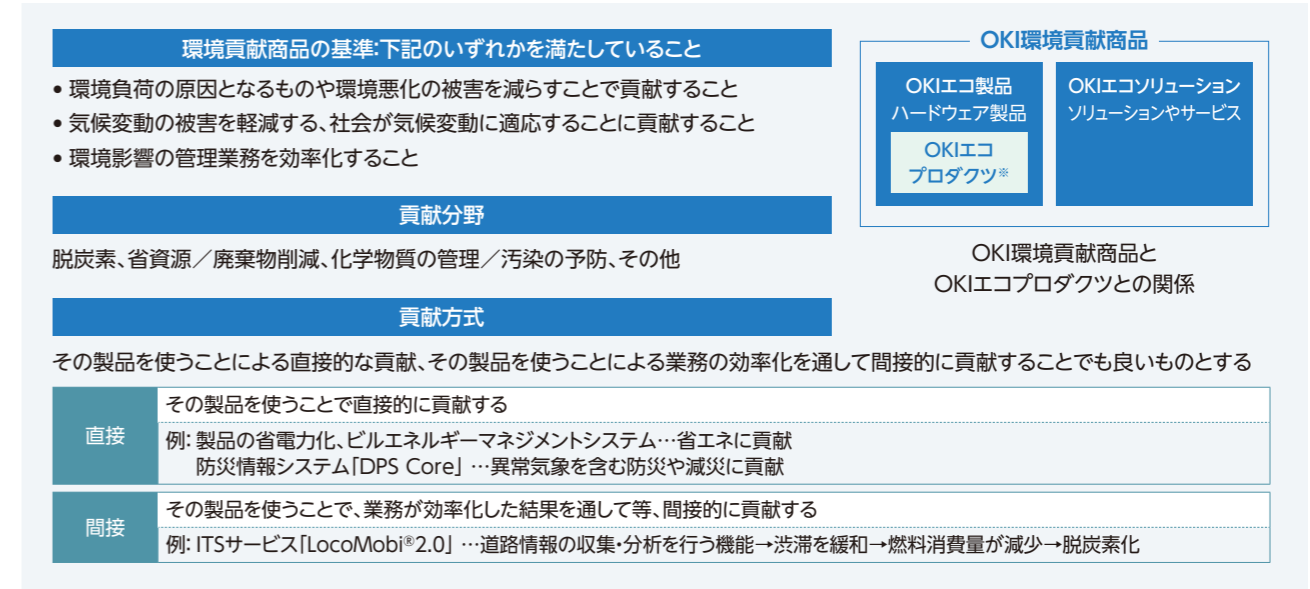 環境貢献商品の基準:下記のいずれかを満たしていること
• 環境負荷の原因となるものや環境悪化の被害を減らすことで貢献すること
• 気候変動の被害を軽減する、社会が気候変動に適応することに貢献すること
• 環境影響の管理業務を効率化すること
貢献分野
脱炭素、省資源／廃棄物削減、化学物質の管理／汚染の予防、その他
OKI環境貢献商品
OKIエコ製品
ハードウェア製品
OKIエコ
プロダクツ※
OKIエコソリューション
ソリューションやサービス
OKI環境貢献商品と
OKIエコプロダクツとの関係
貢献方式
その製品を使うことによる直接的な貢献、その製品を使うことによる業務の効率化を通して間接的に貢献することでも良いものとする
直接
その製品を使うことで直接的に貢献する
例: 製品の省電力化、ビルエネルギーマネジメントシステム…省エネに貢献
防災情報システム「DPS Core」 …異常気象を含む防災や減災に貢献
間接
その製品を使うことで、業務が効率化した結果を通して等、間接的に貢献する
例: ITSサービス「LocoMobi®2.0」 …道路情報の収集・分析を行う機能→渋滞を緩和→燃料消費量が減少→脱炭素化